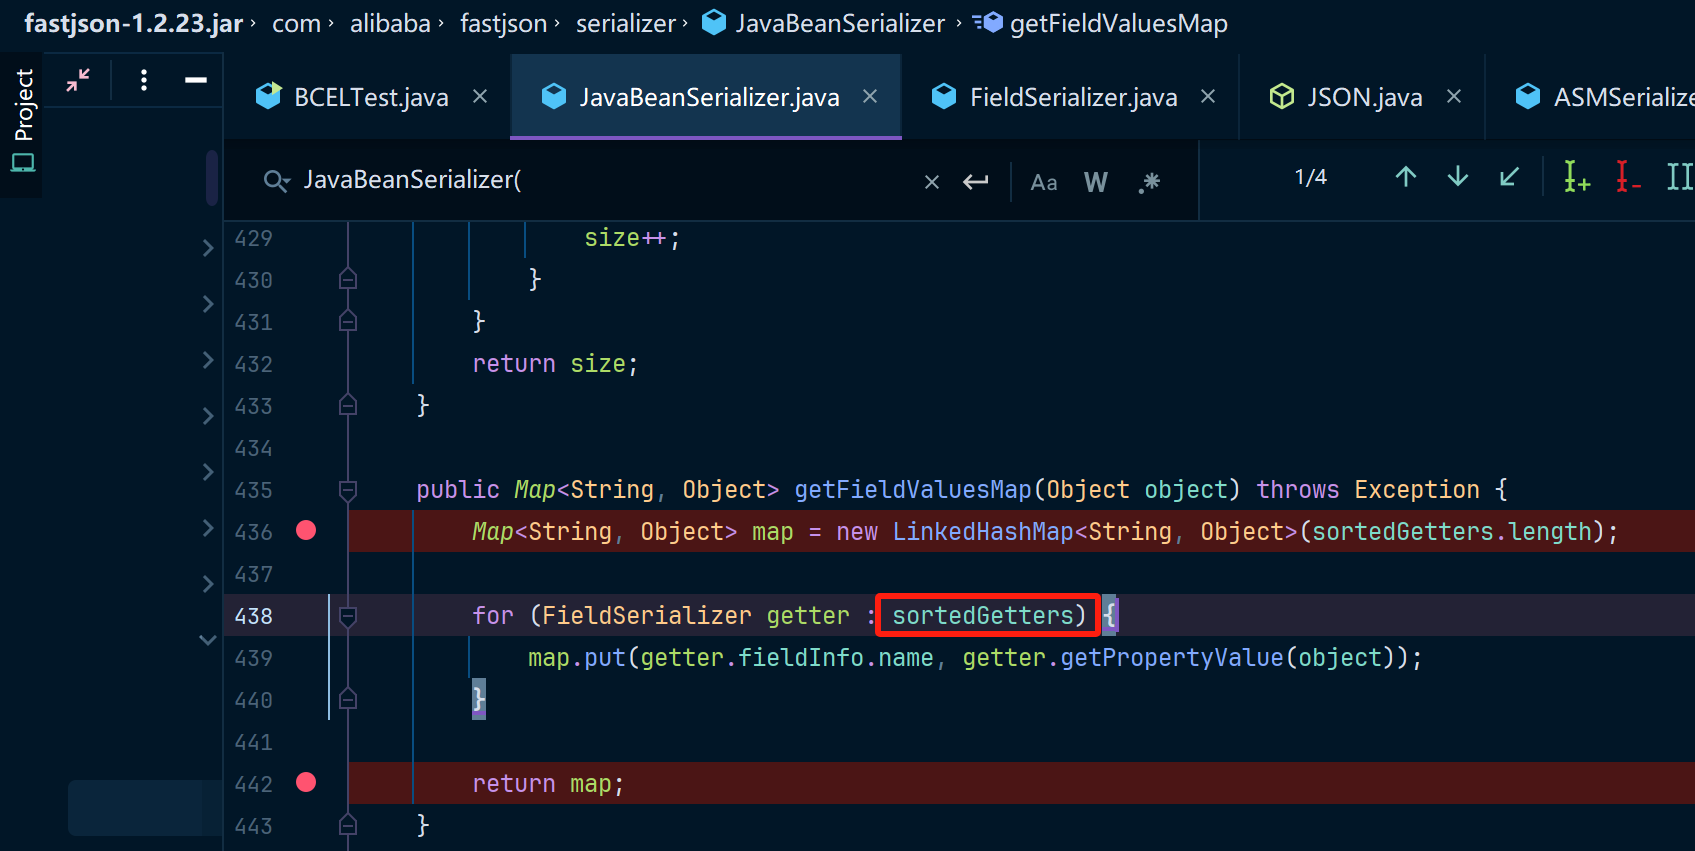 fastjson-1.2.23.jar › com › alibaba › fastjson › serializer › JavaBeanSerializer › getFieldValuesMap
Project
BCELTest.java × JavaBeanSerializer.java × FieldSerializer.java × JSON.java × ASMSerialize
JavaBeanSerializer( × Aa W .* 1/4
429 size++;
430 }
431 }
432 return size;
433 }
434
435 public Map<String, Object> getFieldValuesMap(Object object) throws Exception {
436 Map<String, Object> map = new LinkedHashMap<String, Object>(sortedGetters.length);
437
438 for (FieldSerializer getter : sortedGetters) {
439 map.put(getter.fieldInfo.name, getter.getPropertyValue(object));
440 }
441
442 return map;
443 }